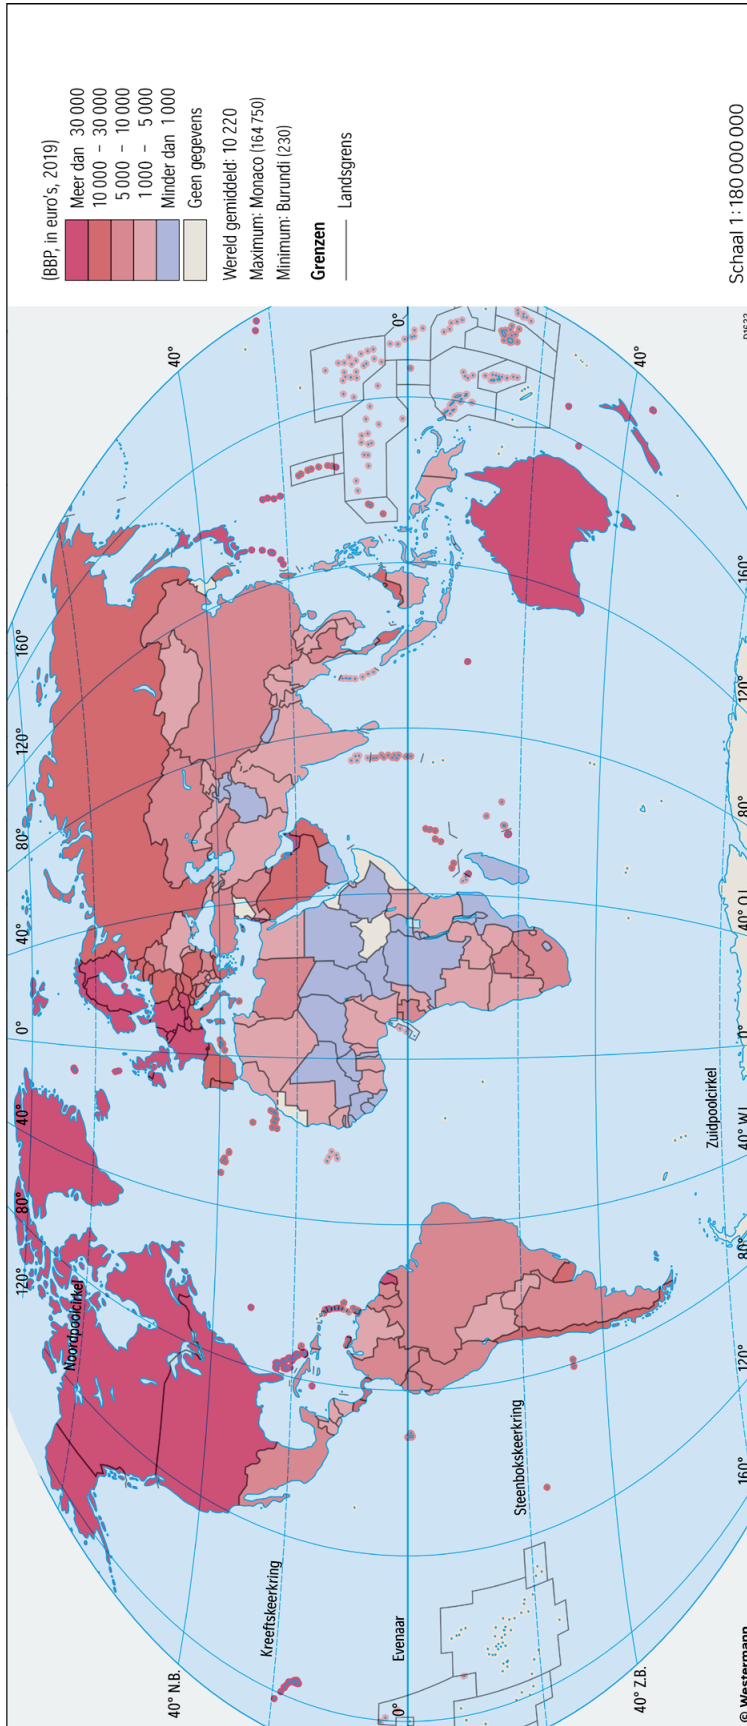 (BBP, in euro's, 2019)
Meer dan 30 000
10 000 – 30 000
5 000 – 10 000
1 000 – 5 000
Minder dan 1 000
Geen gegevens
Wereld gemiddeld: 10 220
Maximum: Monaco (164 750)
Minimum: Burundi (230)
Grenzen
Landsgrens
Schaal 1 : 180 000 000
120°
80°
40°
0°
40°
80°
120°
160°
Noordpoolcirkel
40° N.B.
40°
Kreeftskeerkring
Evenaar
0°
0°
Steenbokskeerkring
40° Z.B.
40°
Zuidpoolcirkel
160°
120°
80°
40° W.L.
0°
40° O.L.
80°
120°
160°
© Westermann